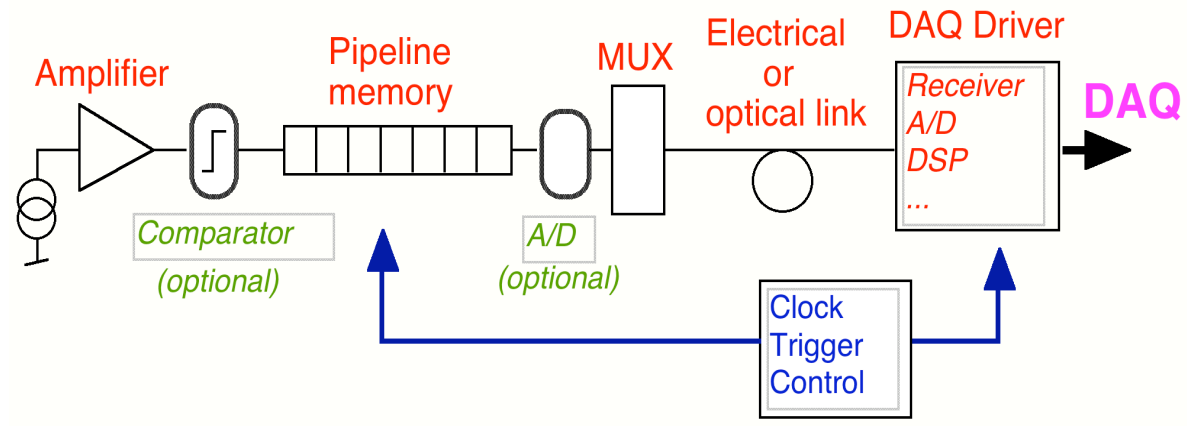 Amplifier
Pipeline
memory
MUX
Electrical
or
optical link
DAQ Driver
Receiver
A/D
DSP
...
DAQ
Comparator
(optional)
A/D
(optional)
Clock
Trigger
Control